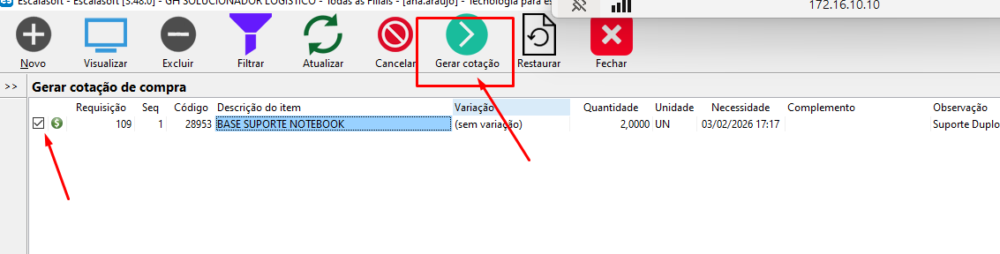 Escalasoft - Escalasoft [3.48.0] - GH SOLUCIONADOR LOGISTICO - Todas as Filiais - [ana.araujo] - Tecnologia para es
172.16.10.10
Novo Visualizar Excluir Filtrar Atualizar Cancelar Gerar cotação Restaurar Fechar
>> Gerar cotação de compra
Requisição Seq Código Descrição do item Variação Quantidade Unidade Necessidade Complemento Observação
109 1 28953 BASE SUPORTE NOTEBOOK (sem variação) 2,0000 UN 03/02/2026 17:17 Suporte Duplo